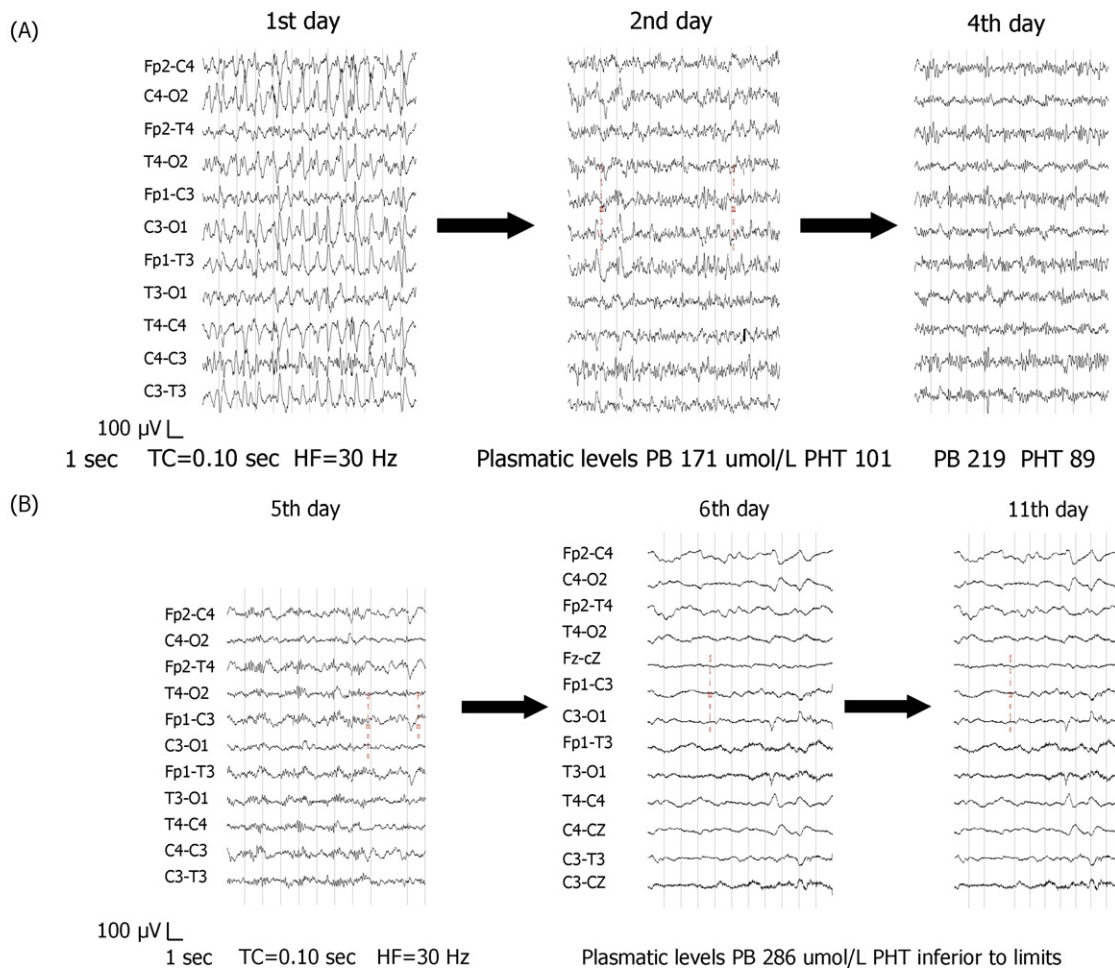 (A)
1st day
2nd day
4th day
Fp2-C4
C4-O2
Fp2-T4
T4-O2
Fp1-C3
C3-O1
Fp1-T3
T3-O1
T4-C4
C4-C3
C3-T3
100 µV
1 sec TC=0.10 sec HF=30 Hz
Plasmatic levels PB 171 umol/L PHT 101
PB 219 PHT 89
(B)
5th day
6th day
11th day
Fp2-C4
C4-O2
Fp2-T4
T4-O2
Fp1-C3
C3-O1
Fp1-T3
T3-O1
T4-C4
C4-C3
C3-T3
Fp2-C4
C4-O2
Fp2-T4
T4-O2
Fz-cZ
Fp1-C3
C3-O1
Fp1-T3
T3-O1
T4-C4
C4-CZ
C3-T3
C3-CZ
100 µV
1 sec TC=0.10 sec HF=30 Hz
Plasmatic levels PB 286 umol/L PHT inferior to limits